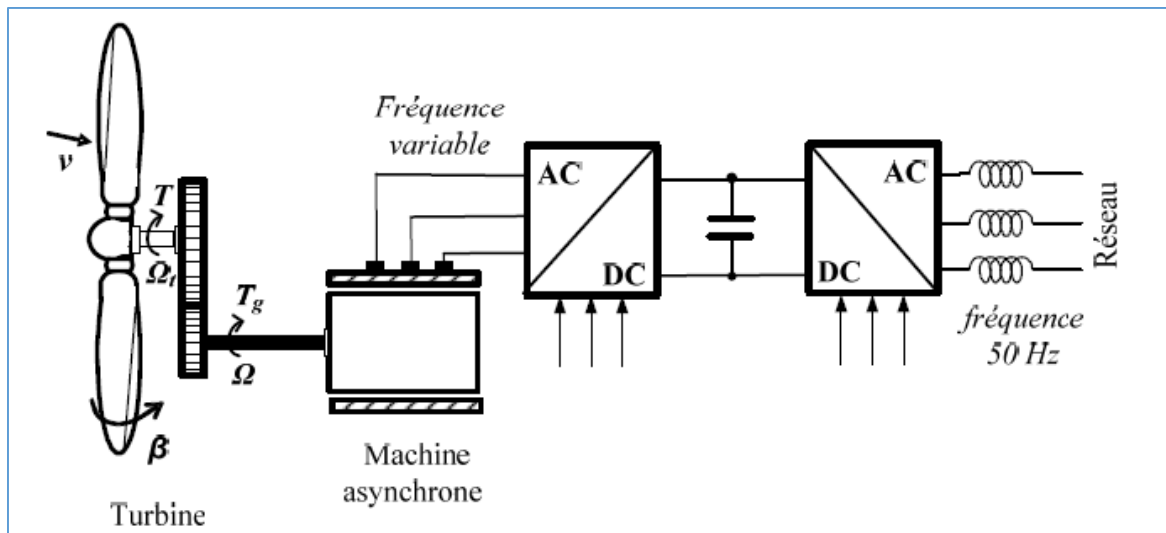 Fréquence
variable
v
T
Ωt
AC
DC
AC
DC
Réseau
Tg
Ω
fréquence
50 Hz
β
Machine
asynchrone
Turbine